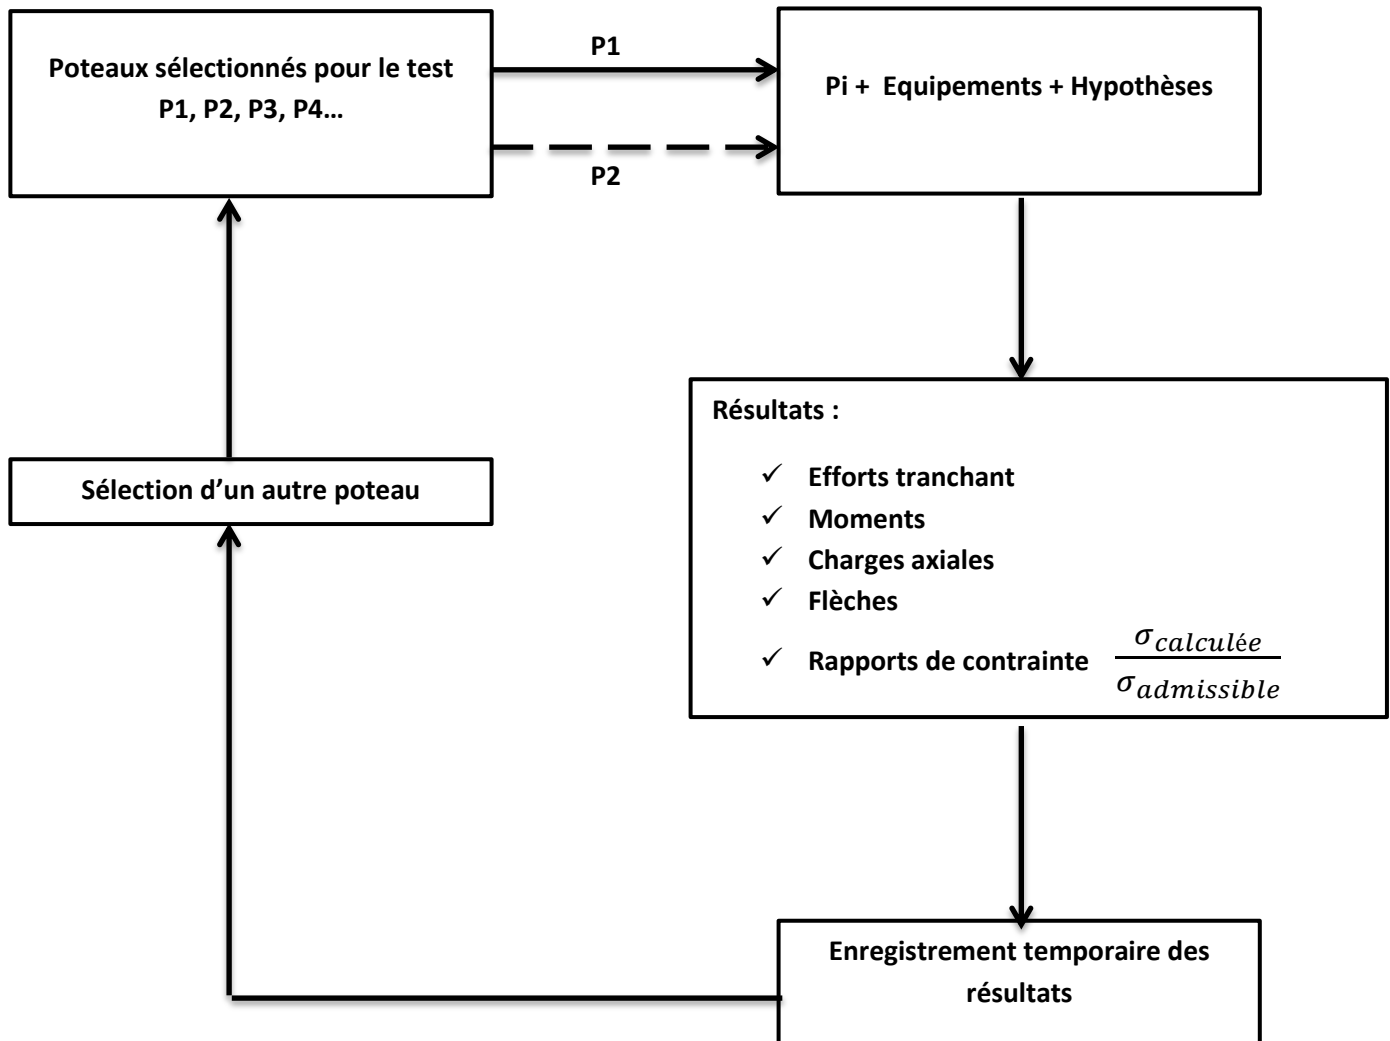 Poteaux sélectionnés pour le test
P1, P2, P3, P4...
P1
P2
Pi +  Equipements + Hypothèses
Résultats :
✓ Efforts tranchant
✓ Moments
✓ Charges axiales
✓ Flèches
✓ Rapports de contrainte σcalculée / σadmissible
Sélection d’un autre poteau
Enregistrement temporaire des
résultats